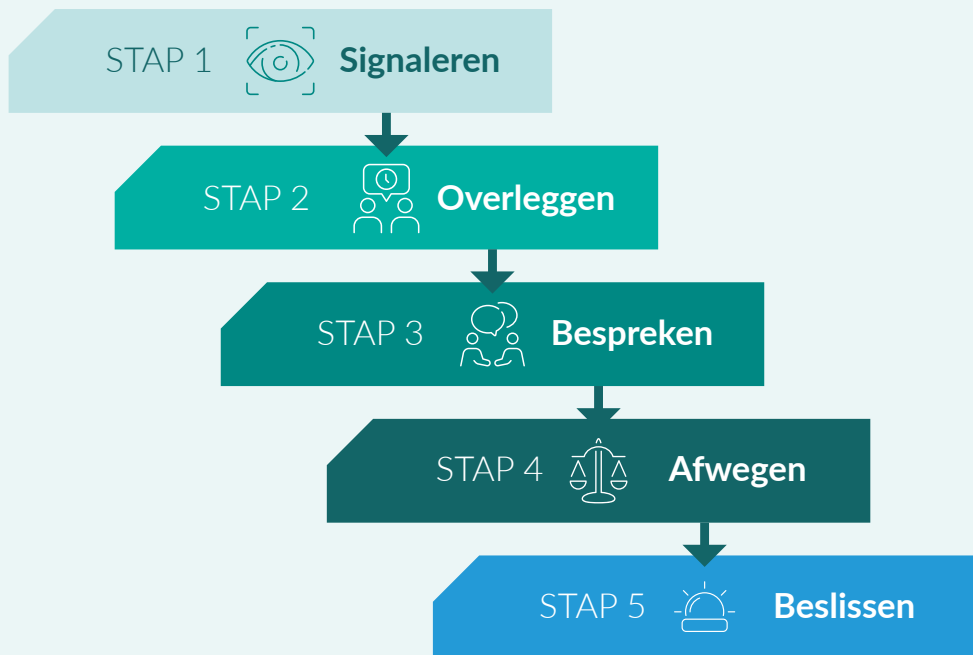 STAP 1 Signaleren
STAP 2 Overleggen
STAP 3 Bespreken
STAP 4 Afwegen
STAP 5 Beslissen